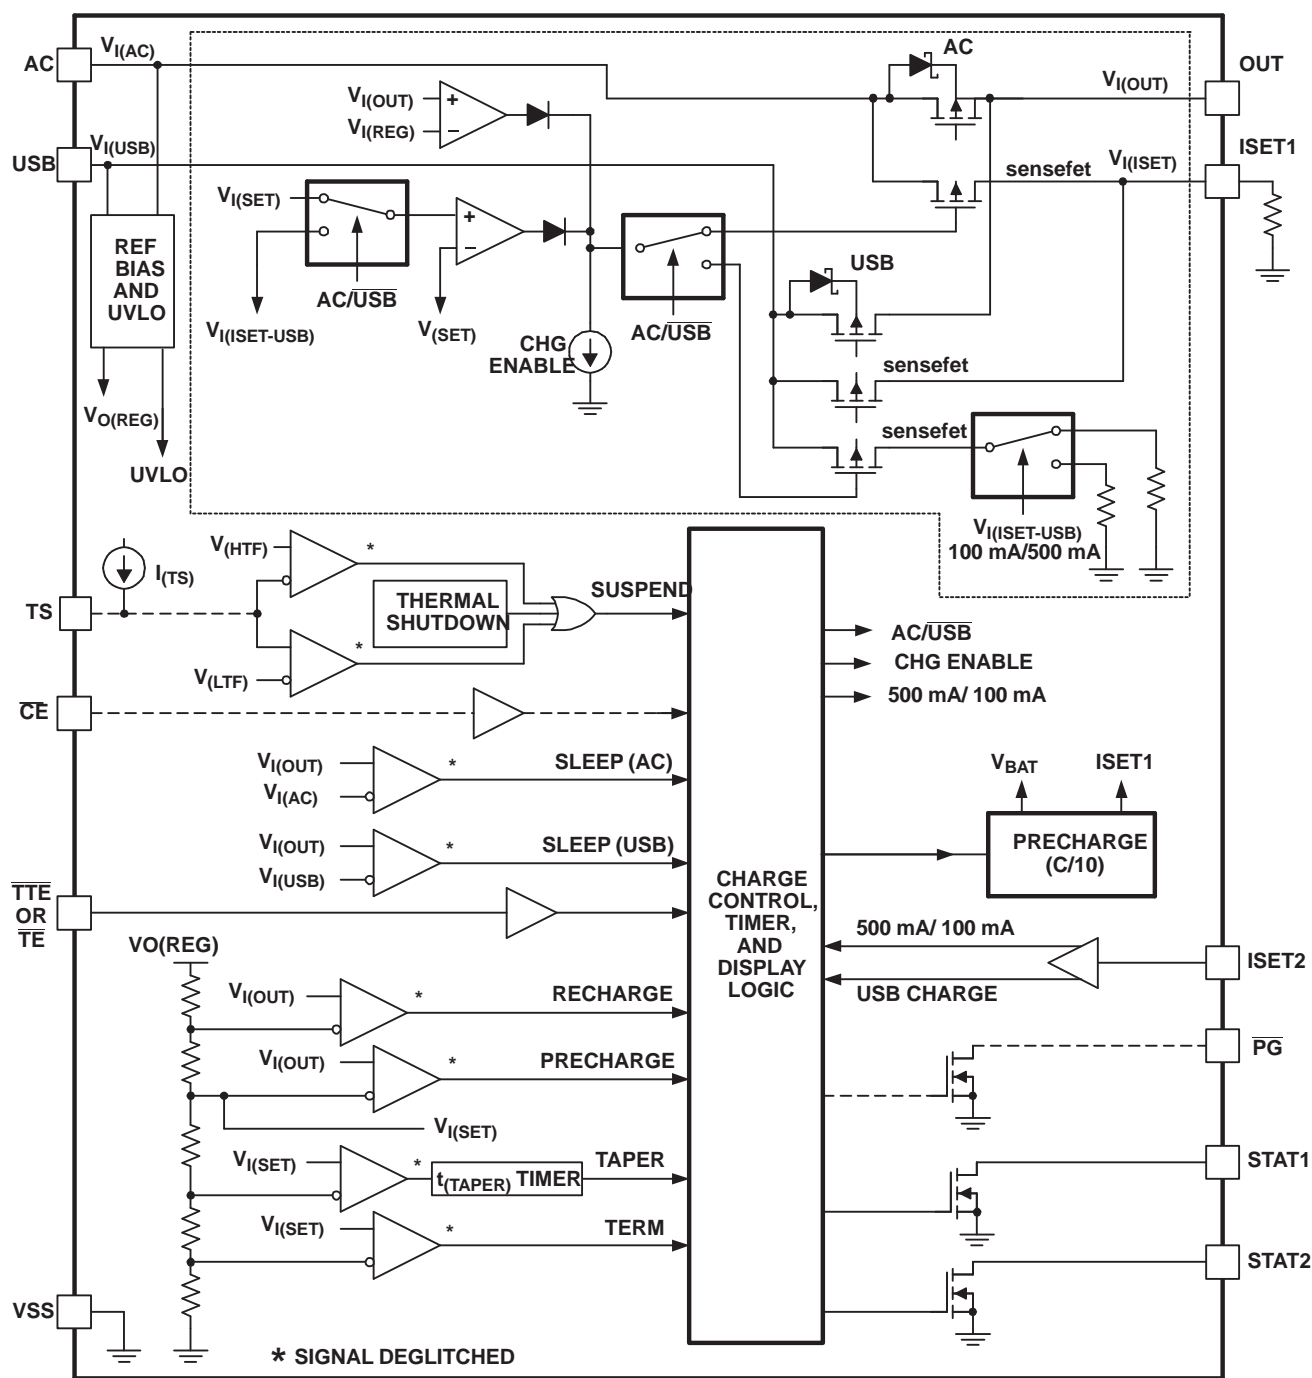 AC
V_I(AC)
AC
OUT
V_I(OUT)
V_I(OUT)
V_I(REG)
USB
V_I(USB)
ISET1
V_I(ISET)
sensefet
V_I(SET)
REF
BIAS
AND
UVLO
AC/USB
V_I(ISET-USB)
V_(SET)
CHG
ENABLE
AC/USB
USB
sensefet
sensefet
V_O(REG)
UVLO
V_I(ISET-USB)
100 mA/500 mA
V_(HTF)
*
I_(TS)
TS
THERMAL
SHUTDOWN
SUSPEND
*
V_(LTF)
AC/USB
CHG ENABLE
500 mA/ 100 mA
CE
V_I(OUT)
*
SLEEP (AC)
V_I(AC)
V_BAT
ISET1
V_I(OUT)
*
SLEEP (USB)
V_I(USB)
PRECHARGE
(C/10)
TTE
OR
TE
CHARGE
CONTROL,
TIMER,
AND
DISPLAY
LOGIC
500 mA/ 100 mA
USB CHARGE
ISET2
VO(REG)
V_I(OUT)
*
RECHARGE
PG
V_I(OUT)
*
PRECHARGE
V_I(SET)
V_I(SET)
*
t_(TAPER) TIMER
TAPER
STAT1
V_I(SET)
*
TERM
STAT2
VSS
* SIGNAL DEGLITCHED